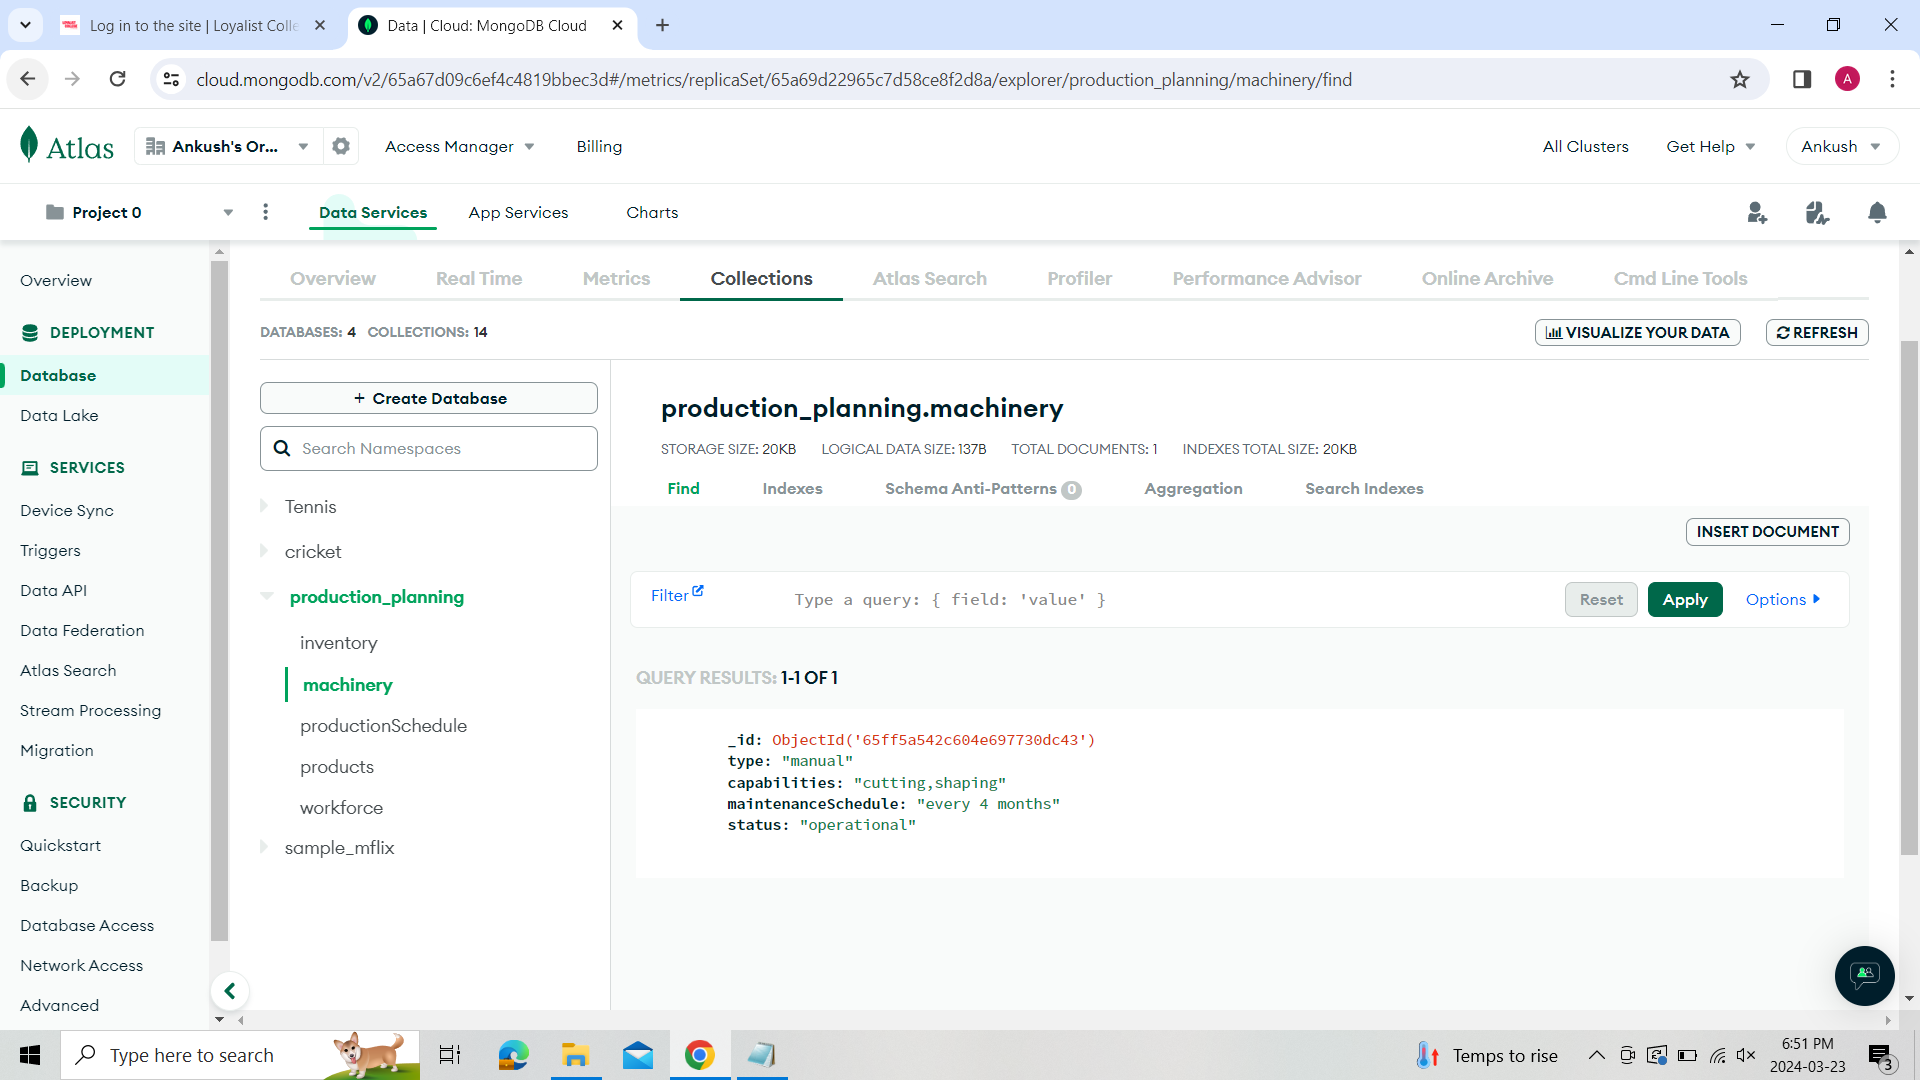 Log in to the site | Loyalist Colle
Data | Cloud: MongoDB Cloud
cloud.mongodb.com/v2/65a67d09c6ef4c4819bbec3d#/metrics/replicaSet/65a69d22965c7d58ce8f2d8a/explorer/production_planning/machinery/find
A
Atlas
Ankush's Or...
Access Manager
Billing
All Clusters
Get Help
Ankush
Project 0
Data Services
App Services
Charts
Overview
DEPLOYMENT
Database
Data Lake
SERVICES
Device Sync
Triggers
Data API
Data Federation
Atlas Search
Stream Processing
Migration
SECURITY
Quickstart
Backup
Database Access
Network Access
Advanced
Overview
Real Time
Metrics
Collections
Atlas Search
Profiler
Performance Advisor
Online Archive
Cmd Line Tools
DATABASES: 4 COLLECTIONS: 14
VISUALIZE YOUR DATA
REFRESH
+ Create Database
Search Namespaces
Tennis
cricket
production_planning
inventory
machinery
productionSchedule
products
workforce
sample_mflix
production_planning.machinery
STORAGE SIZE: 20KB LOGICAL DATA SIZE: 137B TOTAL DOCUMENTS: 1 INDEXES TOTAL SIZE: 20KB
Find
Indexes
Schema Anti-Patterns 0
Aggregation
Search Indexes
INSERT DOCUMENT
Filter
Type a query: { field: 'value' }
Reset
Apply
Options
QUERY RESULTS: 1-1 OF 1
_id: ObjectId('65ff5a542c604e697730dc43')
type: "manual"
capabilities: "cutting,shaping"
maintenanceSchedule: "every 4 months"
status: "operational"
Type here to search
Temps to rise
6:51 PM
2024-03-23
3